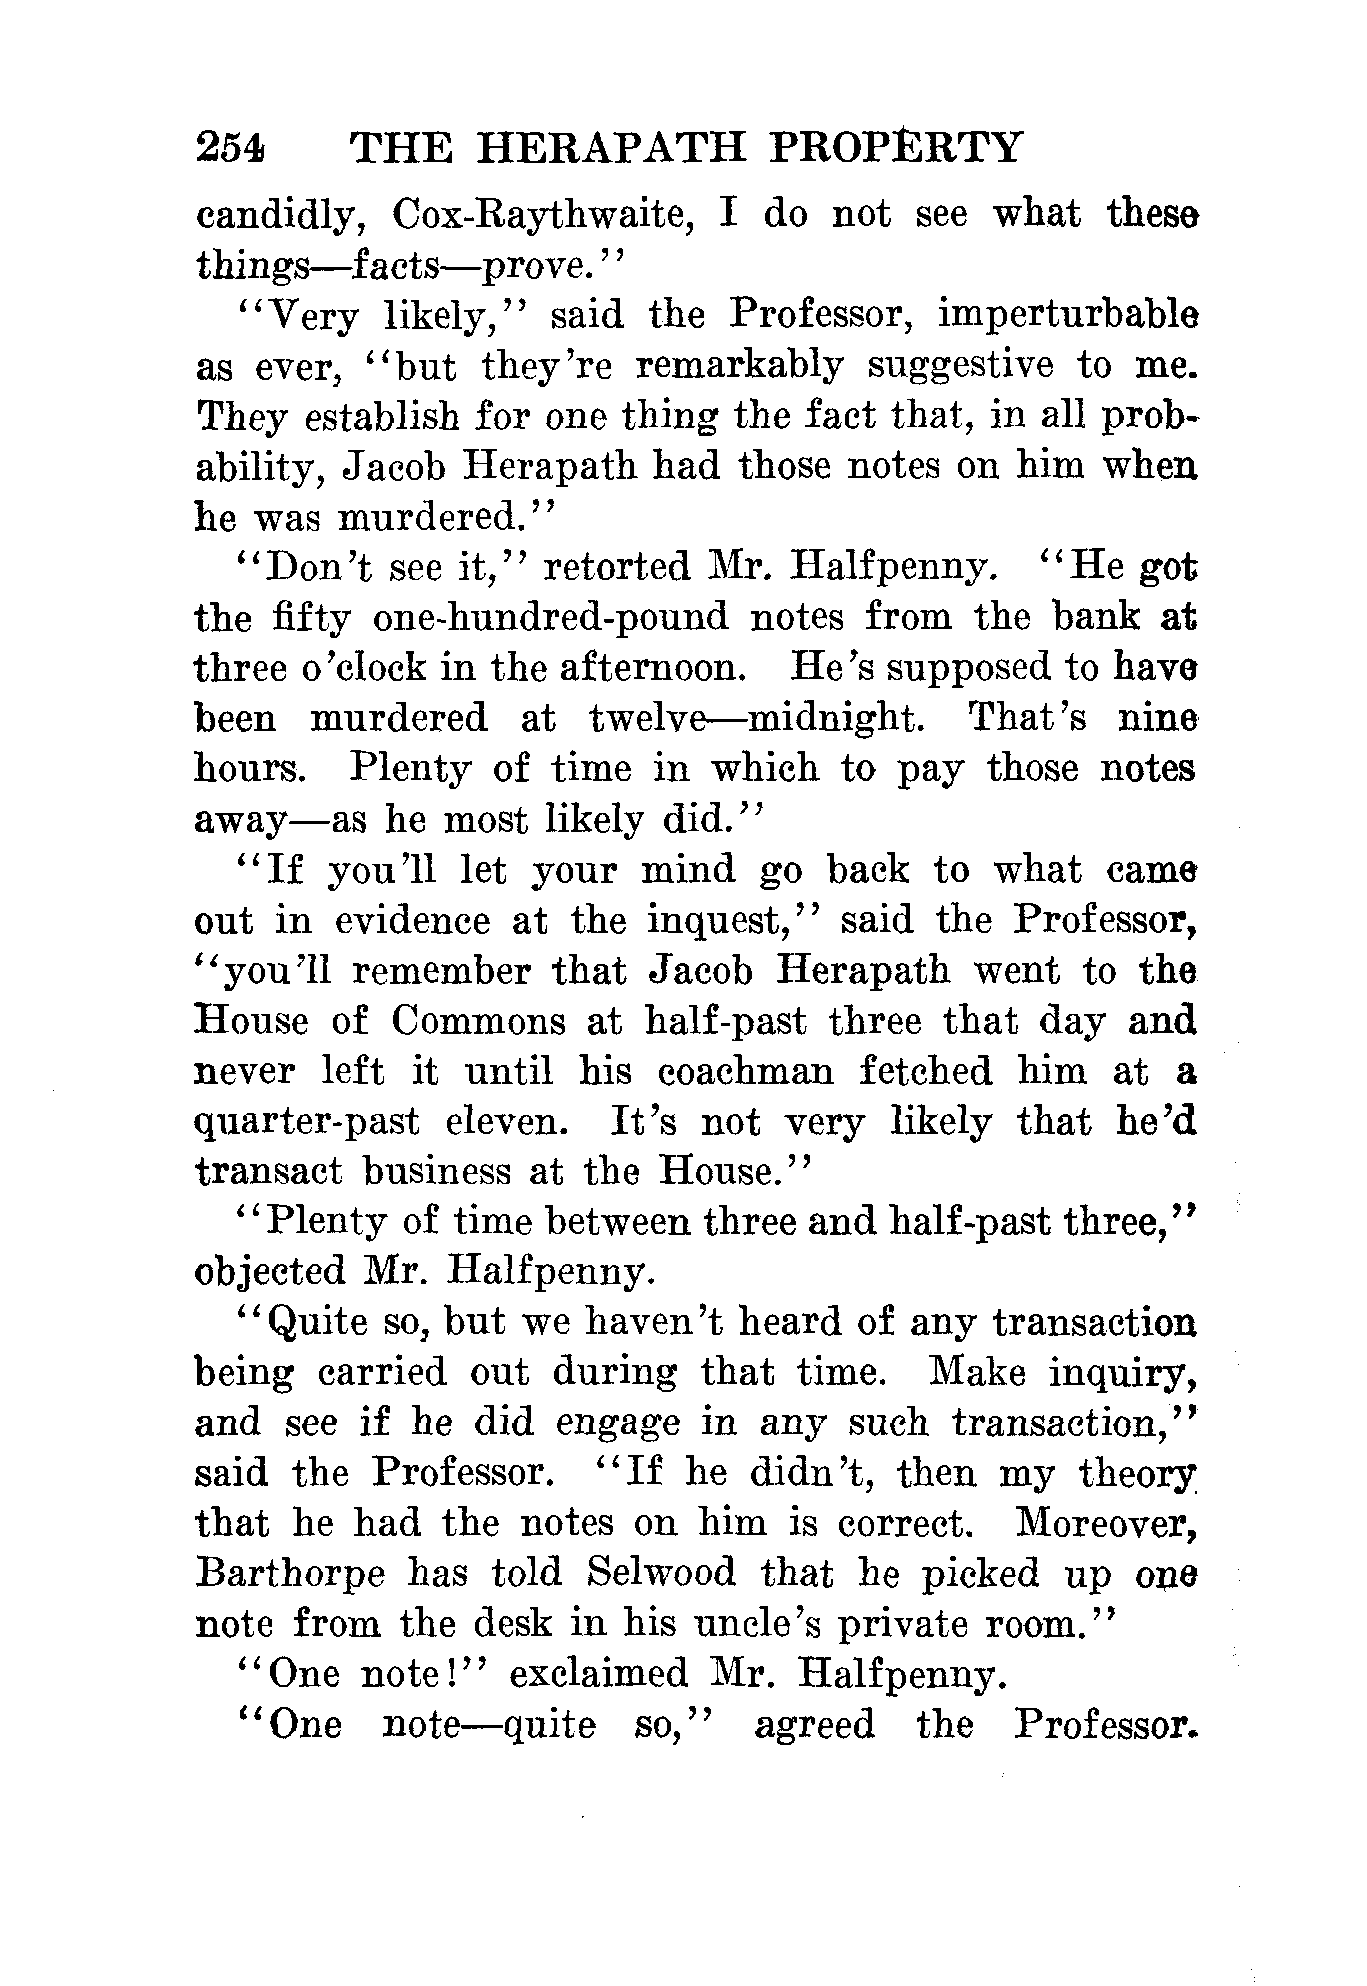 254 THE HERAPATH PROPERTY
candidly, Cox-Raythwaite, I do not see what these
things—facts—prove.''
''Very likely,'' said the Professor, imperturbable
as ever, ''but they're remarkably suggestive to me.
They establish for one thing the fact that, in all prob-
ability, Jacob Herapath had those notes on him when
he was murdered.''
''Don't see it,'' retorted Mr. Halfpenny. ''He got
the fifty one-hundred-pound notes from the bank at
three o'clock in the afternoon. He's supposed to have
been murdered at twelve—midnight. That's nine
hours. Plenty of time in which to pay those notes
away—as he most likely did.''
''If you'll let your mind go back to what came
out in evidence at the inquest,'' said the Professor,
''you'll remember that Jacob Herapath went to the
House of Commons at half-past three that day and
never left it until his coachman fetched him at a
quarter-past eleven. It's not very likely that he'd
transact business at the House.''
''Plenty of time between three and half-past three,''
objected Mr. Halfpenny.
''Quite so, but we haven't heard of any transaction
being carried out during that time. Make inquiry,
and see if he did engage in any such transaction,''
said the Professor. ''If he didn't, then my theory
that he had the notes on him is correct. Moreover,
Barthorpe has told Selwood that he picked up one
note from the desk in his uncle's private room.''
''One note!'' exclaimed Mr. Halfpenny.
''One note—quite so,'' agreed the Professor.